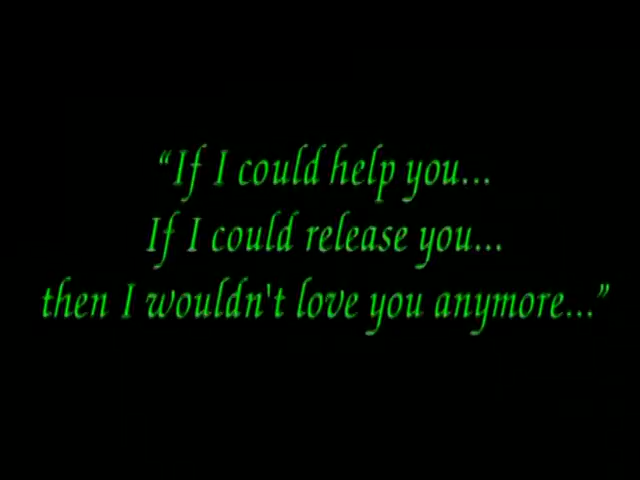 “If I could help you...
If I could release you...
then I wouldn't love you anymore...”